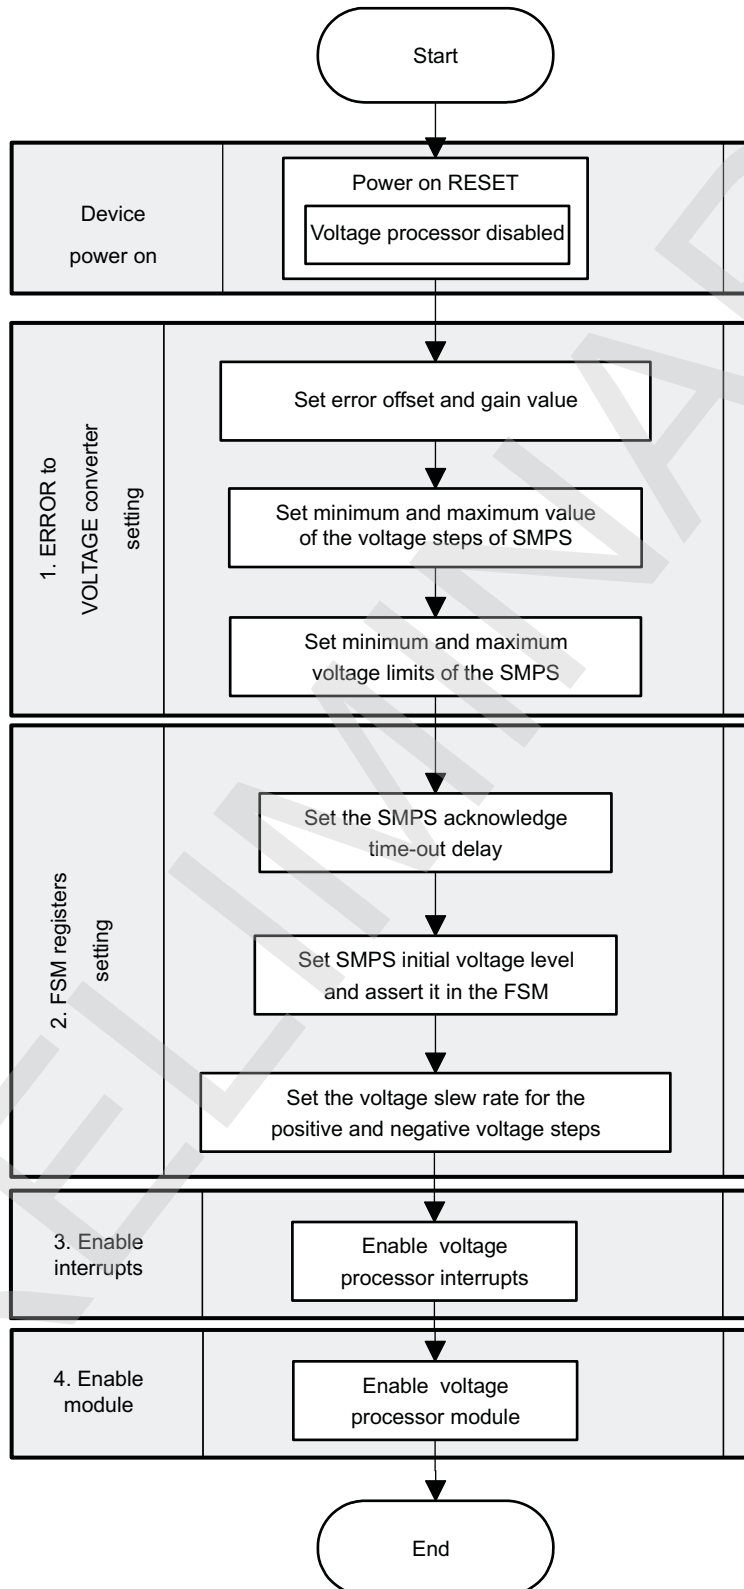 Start
Device
power on
Power on RESET
Voltage processor disabled
1. ERROR to
VOLTAGE converter
setting
Set error offset and gain value
Set minimum and maximum value
of the voltage steps of SMPS
Set minimum and maximum
voltage limits of the SMPS
2. FSM registers
setting
Set the SMPS acknowledge
time-out delay
Set SMPS initial voltage level
and assert it in the FSM
Set the voltage slew rate for the
positive and negative voltage steps
3. Enable
interrupts
Enable voltage
processor interrupts
4. Enable
module
Enable voltage
processor module
End